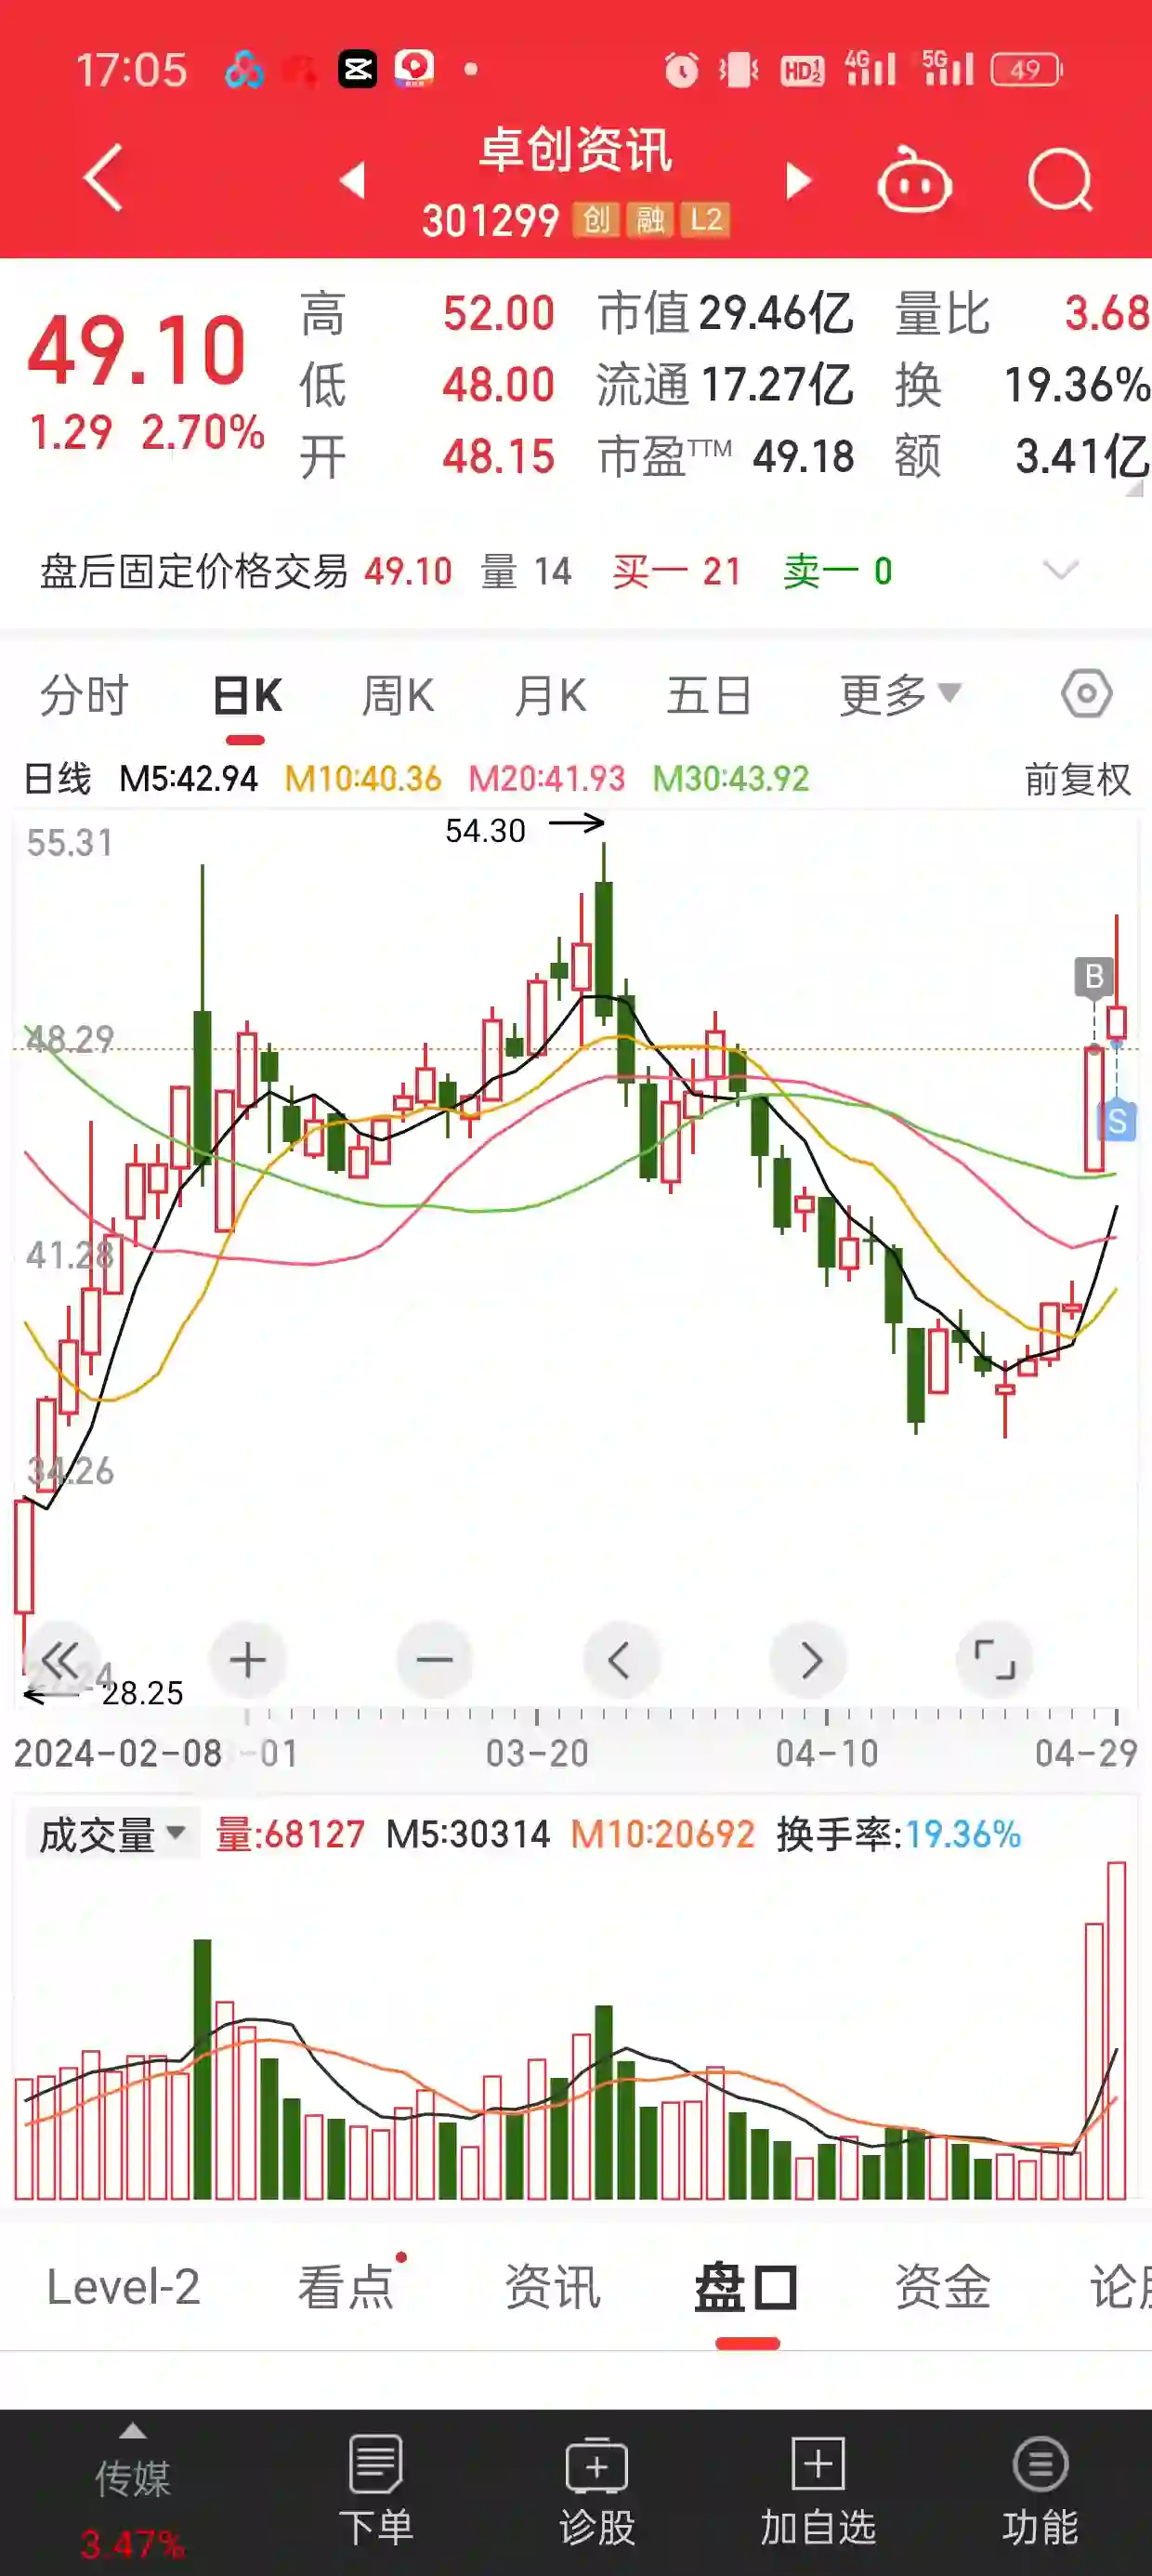 17:05 HD 1 2 4G 5G 49
卓创资讯
301299 创 融 L2
49.10
1.29 2.70%
高 52.00 市值 29.46亿 量比 3.68
低 48.00 流通 17.27亿 换 19.36%
开 48.15 市盈TTM 49.18 额 3.41亿
盘后固定价格交易 49.10 量 14 买一 21 卖一 0
分时 日K 周K 月K 五日 更多
日线 M5:42.94 M10:40.36 M20:41.93 M30:43.92 前复权
55.31
54.30
B
48.29
S
41.28
34.26
28.25
2024-02-08 -01 03-20 04-10 04-29
成交量 量:68127 M5:30314 M10:20692 换手率:19.36%
Level-2 看点 资讯 盘口 资金 论
传媒 下单 诊股 加自选 功能
3.47%